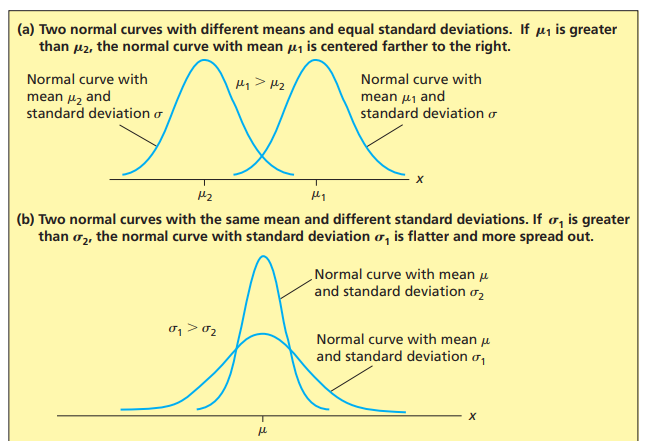 (a) Two normal curves with different means and equal standard deviations. If μ₁ is greater
than μ₂, the normal curve with mean μ₁ is centered farther to the right.
Normal curve with
mean μ₂ and
standard deviation σ
μ₁ > μ₂
Normal curve with
mean μ₁ and
standard deviation σ
x
μ₂
μ₁
(b) Two normal curves with the same mean and different standard deviations. If σ₁ is greater
than σ₂, the normal curve with standard deviation σ₁ is flatter and more spread out.
Normal curve with mean μ
and standard deviation σ₂
σ₁ > σ₂
Normal curve with mean μ
and standard deviation σ₁
x
μ